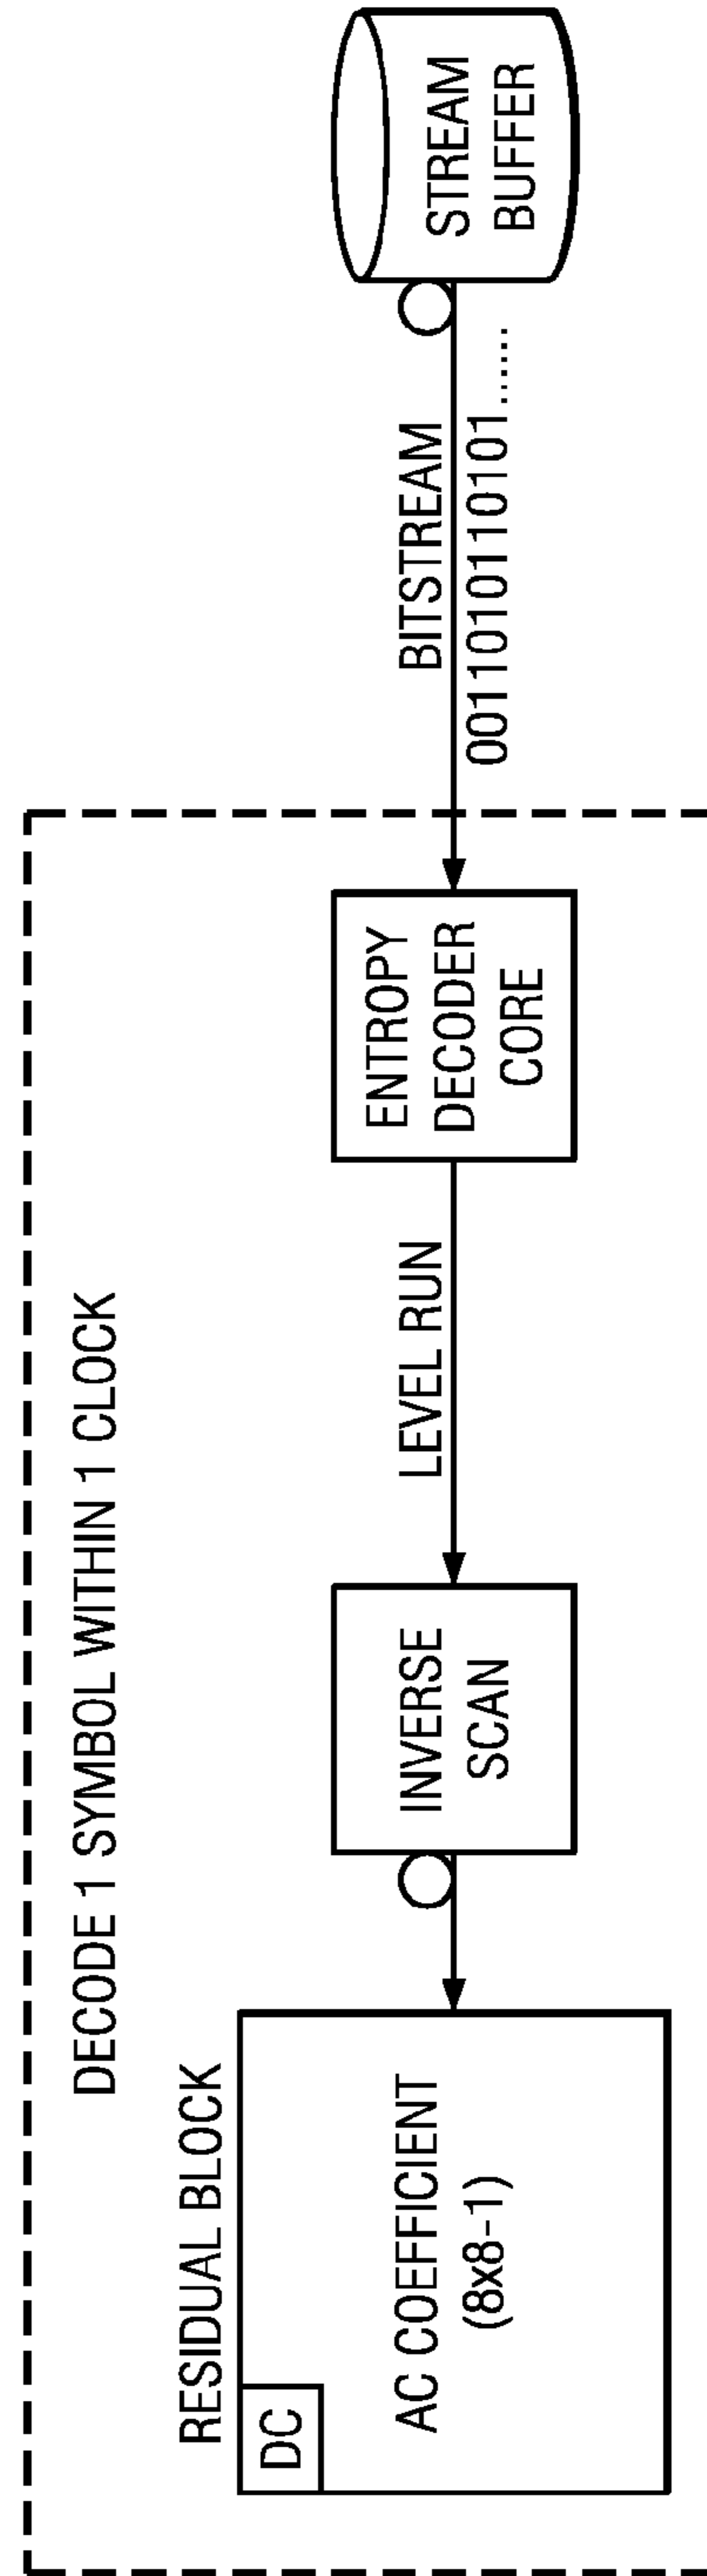 DECODE 1 SYMBOL WITHIN 1 CLOCK
RESIDUAL BLOCK
DC
AC COEFFICIENT
(8x8-1)
INVERSE
SCAN
LEVEL RUN
ENTROPY
DECODER
CORE
BITSTREAM
0011010110101.......
STREAM
BUFFER